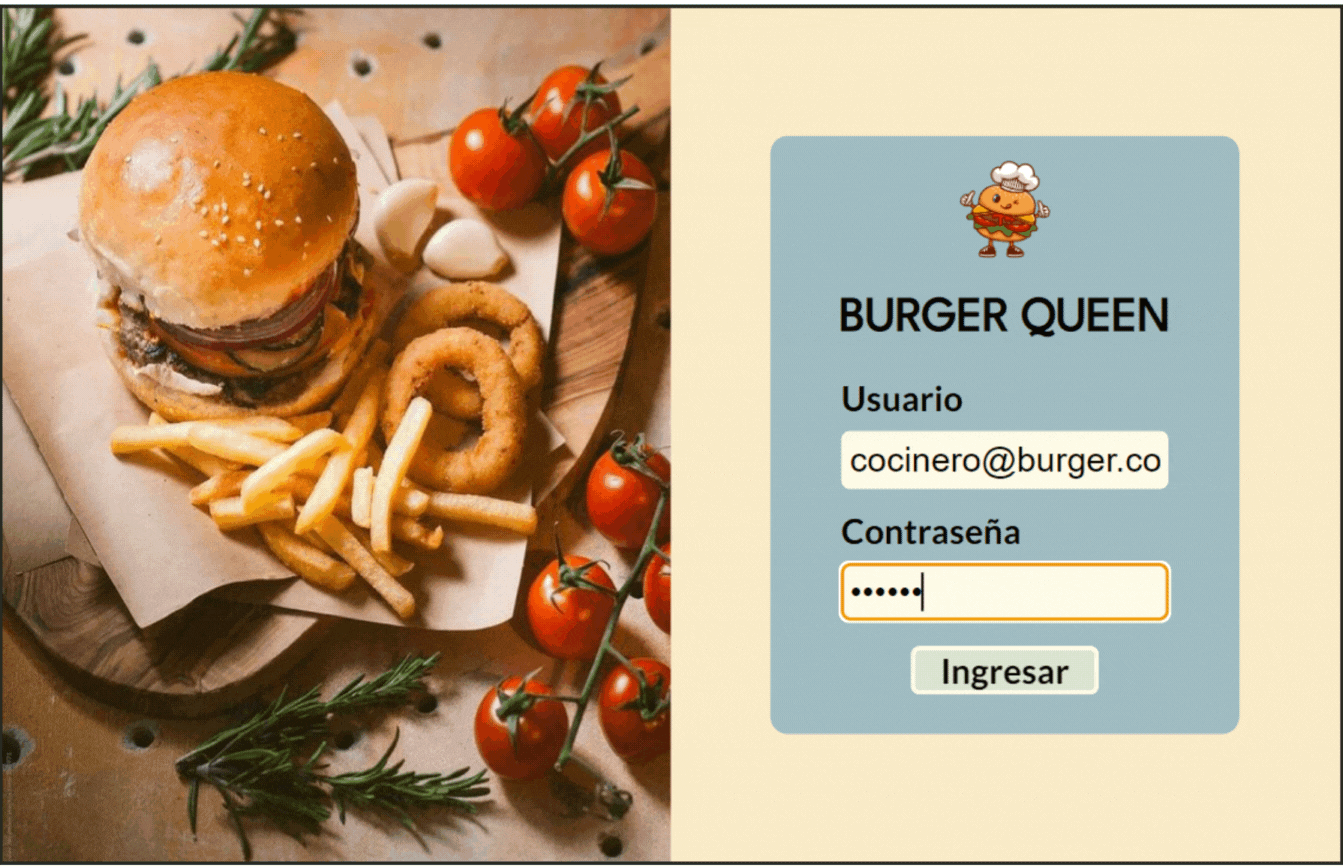 BURGER QUEEN
Usuario
cocinero@burger.co
Contraseña
••••••
Ingresar